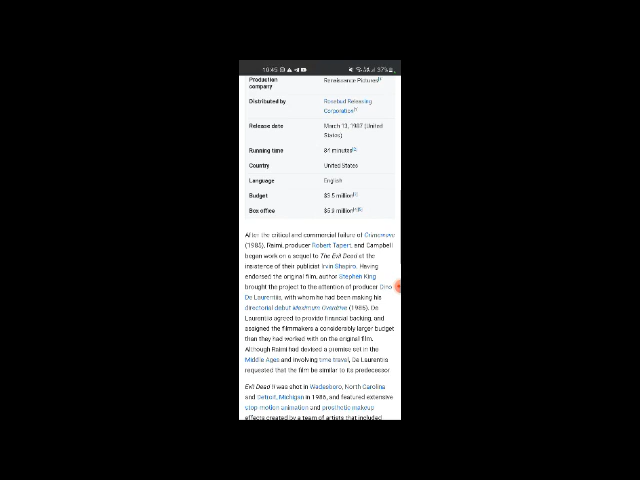 10:45 37%
Production company Renaissance Pictures[1]
Distributed by Rosebud Releasing Corporation[1]
Release date March 13, 1987 (United States)
Running time 84 minutes[2]
Country United States
Language English
Budget $3.5 million[3]
Box office $5.9 million[4][5]
After the critical and commercial failure of Crimewave
(1985), Raimi, producer Robert Tapert, and Campbell
began work on a sequel to The Evil Dead at the
insistence of their publicist Irvin Shapiro. Having
endorsed the original film, author Stephen King
brought the project to the attention of producer Dino
De Laurentiis, with whom he had been making his
directorial debut Maximum Overdrive (1986). De
Laurentiis agreed to provide financial backing, and
assigned the filmmakers a considerably larger budget
than they had worked with on the original film.
Although Raimi had devised a premise set in the
Middle Ages and involving time travel, De Laurentiis
requested that the film be similar to its predecessor.
Evil Dead II was shot in Wadesboro, North Carolina
and Detroit, Michigan in 1986, and featured extensive
stop-motion animation and prosthetic makeup
effects created by a team of artists that included